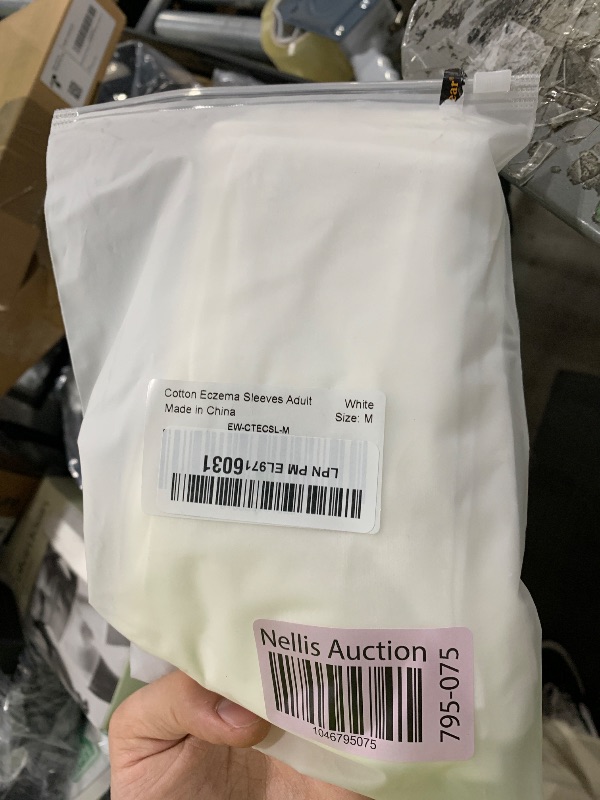 ear
Cotton Eczema Sleeves Adult
White
Made in China
Size: M
EW-CTECSL-M
LPN PM EL9716031
Nellis Auction
795-075
1046795075